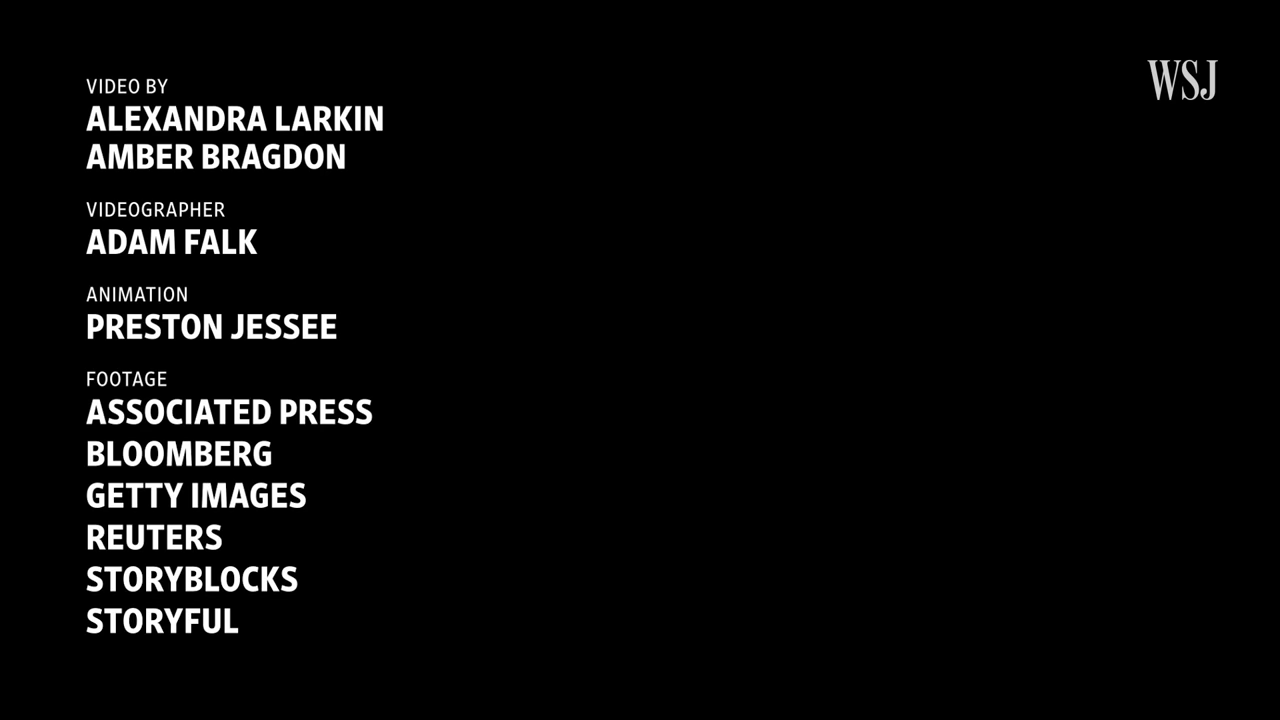 VIDEO BY
ALEXANDRA LARKIN
AMBER BRAGDON
VIDEOGRAPHER
ADAM FALK
ANIMATION
PRESTON JESSEE
FOOTAGE
ASSOCIATED PRESS
BLOOMBERG
GETTY IMAGES
REUTERS
STORYBLOCKS
STORYFUL
WSJ